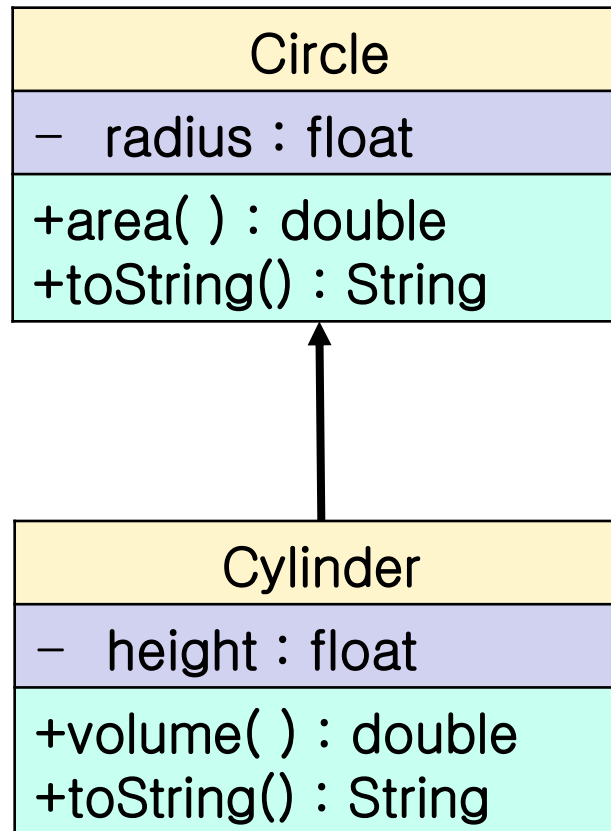 Circle
- radius : float
+area( ) : double
+toString() : String
Cylinder
- height : float
+volume( ) : double
+toString() : String